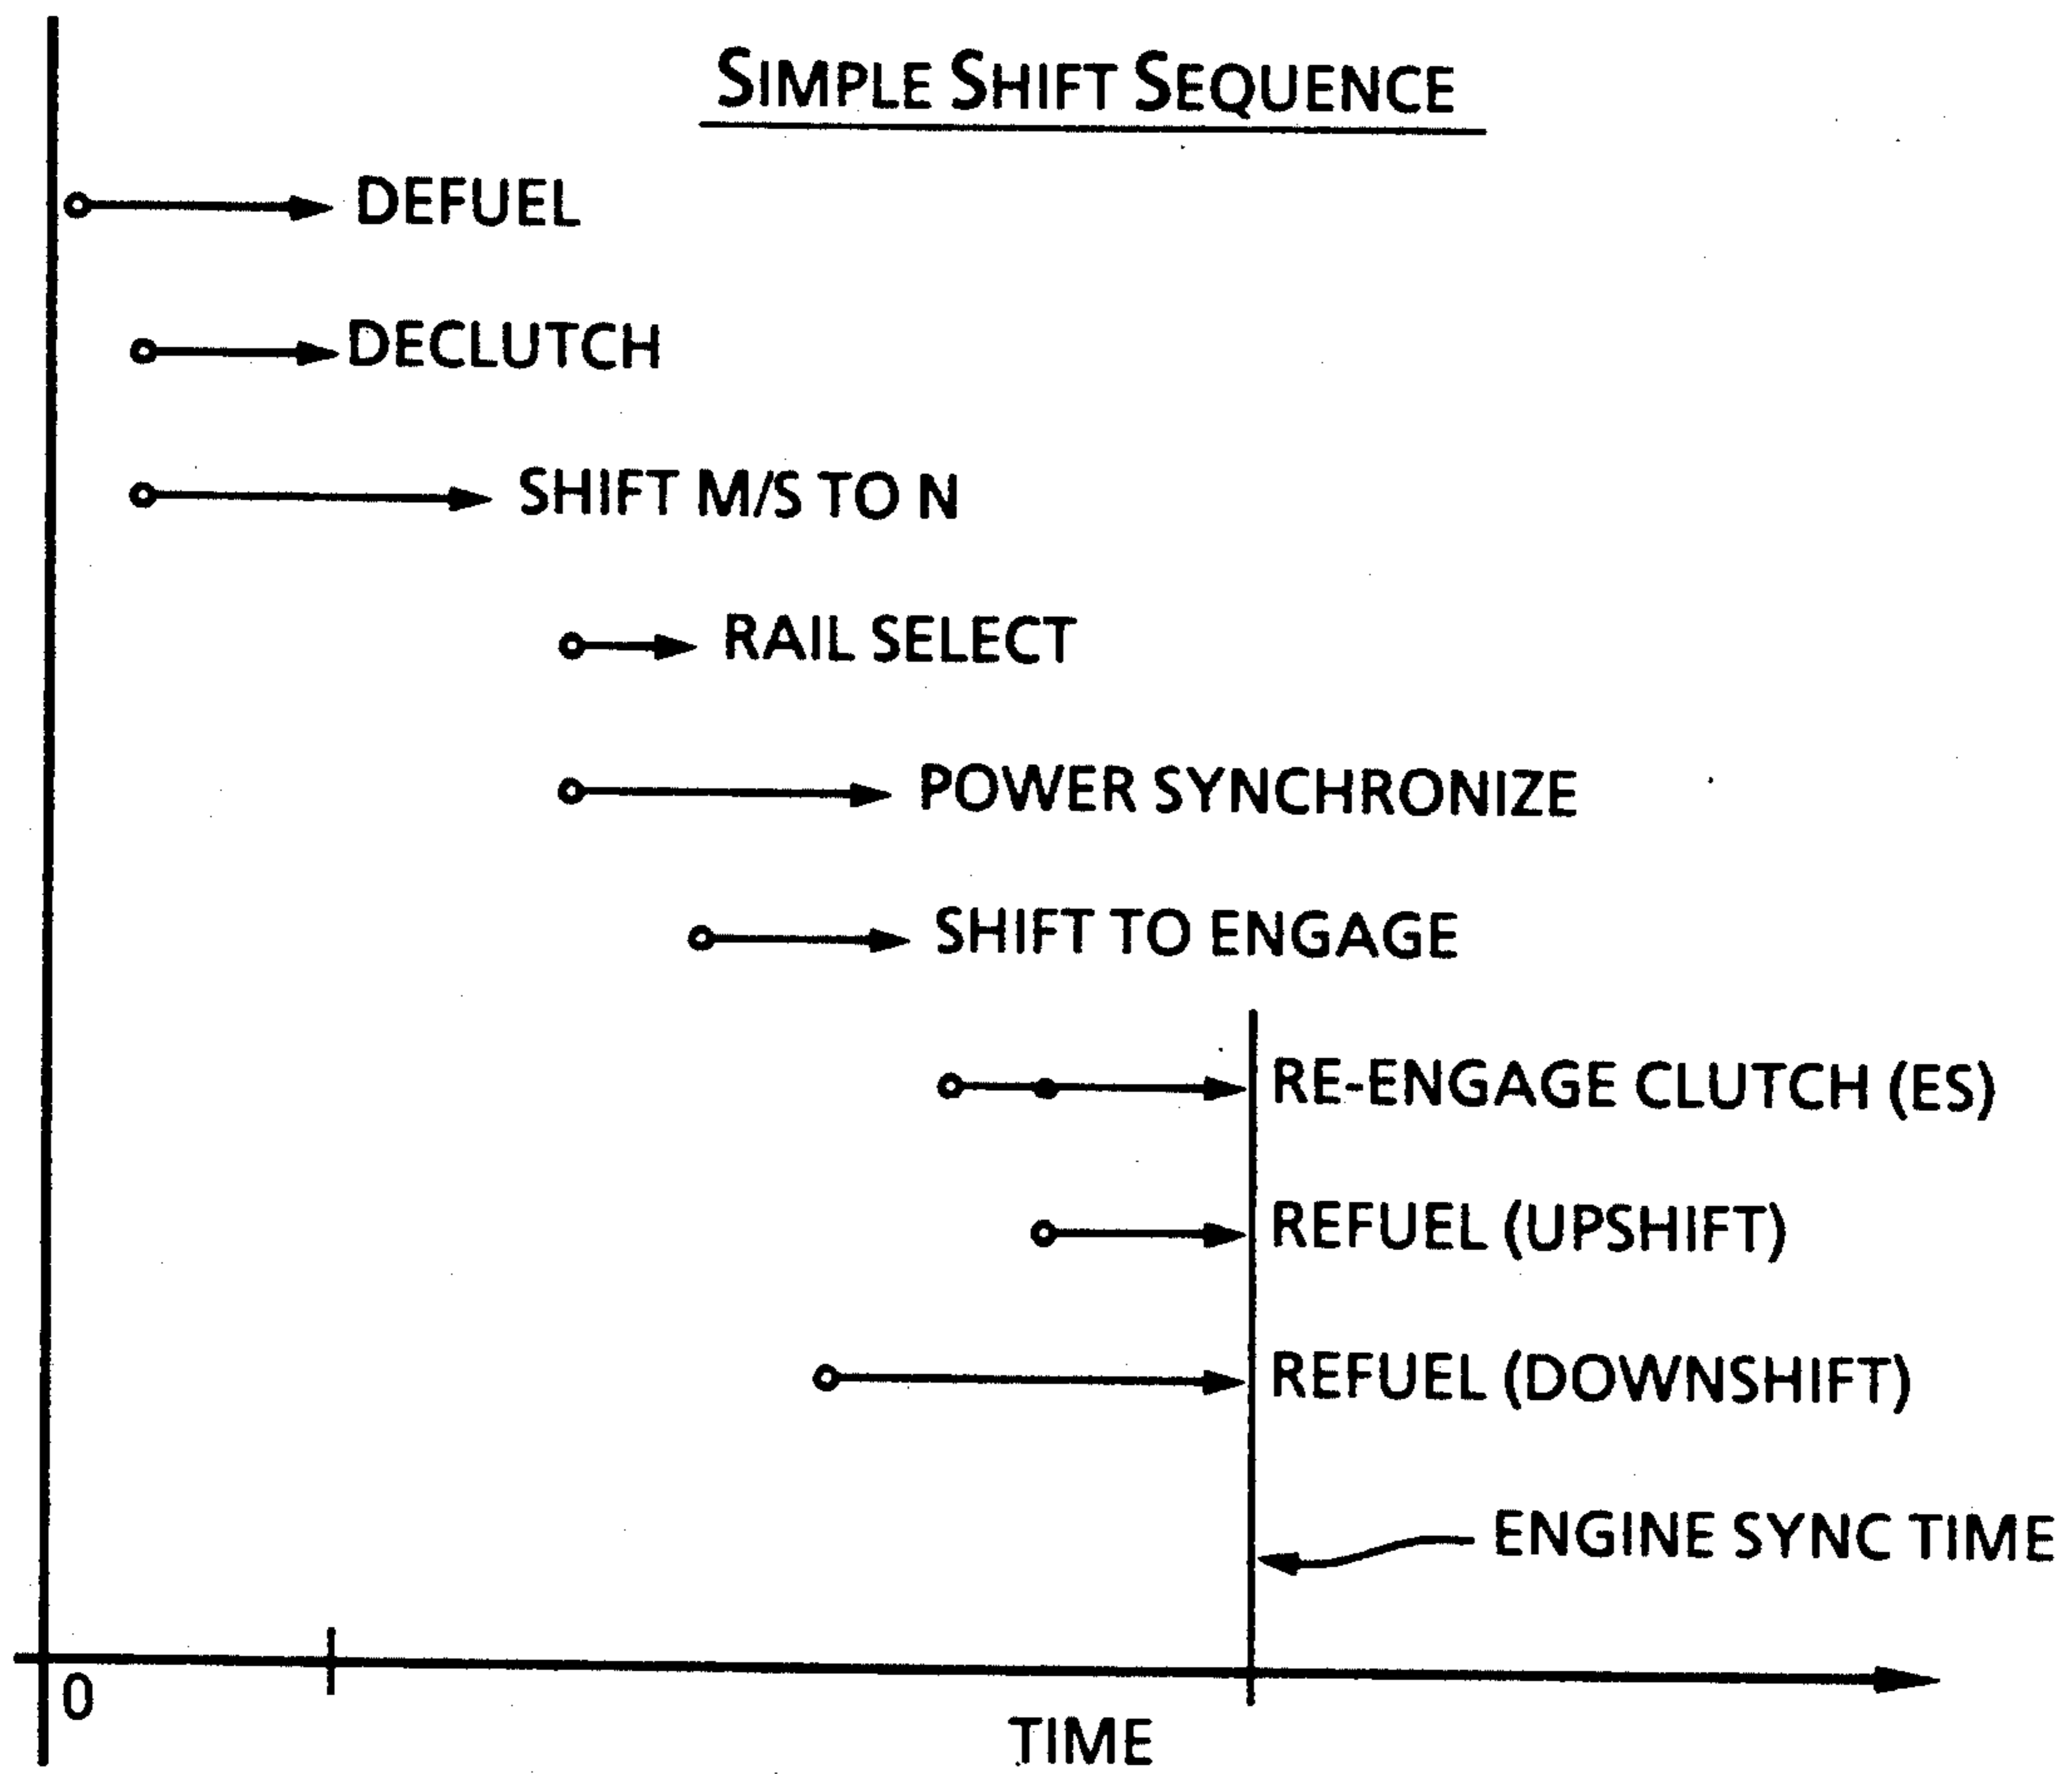 SIMPLE SHIFT SEQUENCE
DEFUEL
DECLUTCH
SHIFT M/S TO N
RAIL SELECT
POWER SYNCHRONIZE
SHIFT TO ENGAGE
RE-ENGAGE CLUTCH (ES)
REFUEL (UPSHIFT)
REFUEL (DOWNSHIFT)
ENGINE SYNC TIME
0
TIME